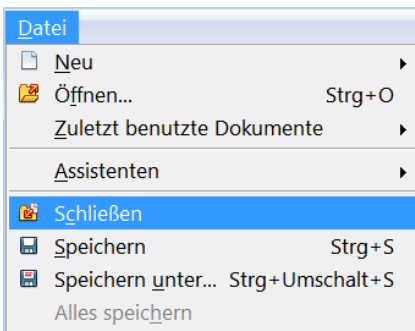 Datei
Neu
Öffnen... Strg+O
Zuletzt benutzte Dokumente
Assistenten
Schließen
Speichern Strg+S
Speichern unter... Strg+Umschalt+S
Alles speichern